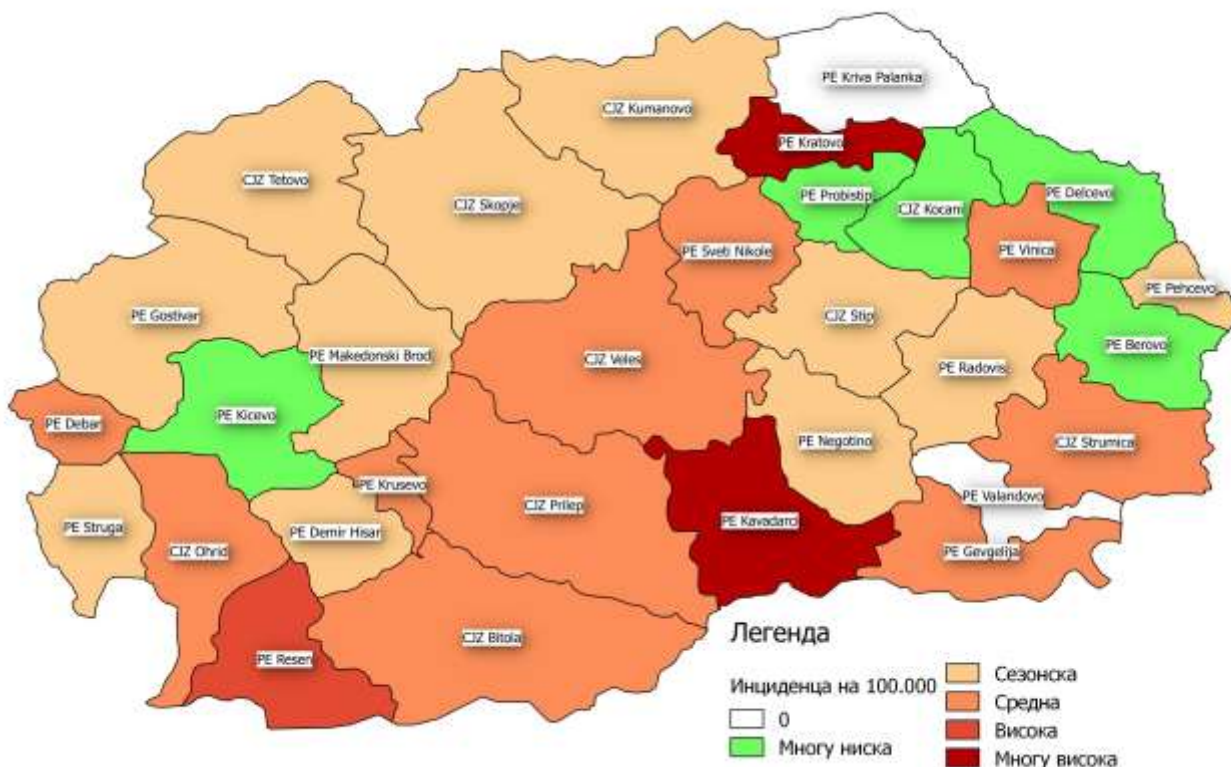 PE Kriva Palanka
CJZ Kumanovo
PE Kratovo
CJZ Tetovo
CJZ Skopje
PE Probistip
CJZ Kocani
PE Delcevo
PE Sveti Nikole
PE Vinica
PE Pehcevo
PE Gostivar
CJZ Stip
PE Makedonski Brod
CJZ Veles
PE Berovo
PE Radovis
PE Kicevo
PE Debar
PE Negotino
CJZ Strumica
PE Krusevo
PE Valandovo
CJZ Prilep
PE Struga
PE Demir Hisar
PE Kavadarci
CJZ Ohrid
PE Gevgelija
CJZ Bitola
PE Resen
Легенда
Инциденца на 100.000
0
Многу ниска
Сезонска
Средна
Висока
Многу висока